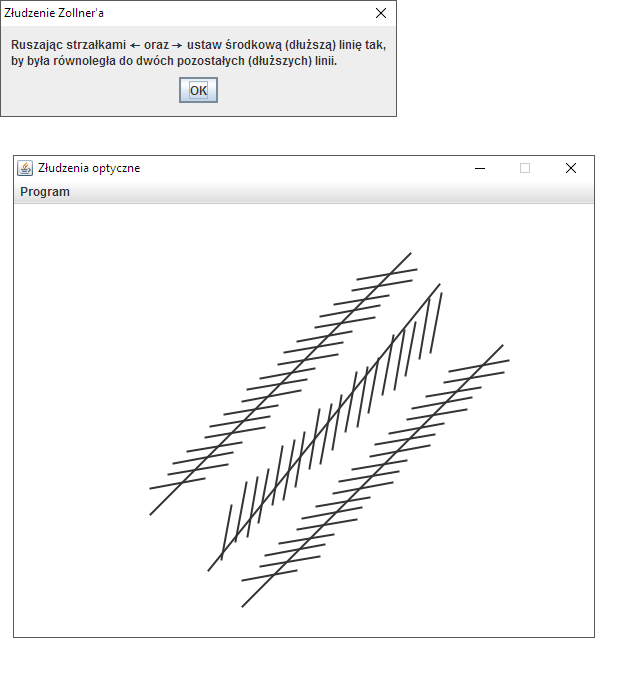 Złudzenie Zollner'a
Ruszając strzałkami ← oraz → ustaw środkową (dłuższą) linię tak,
by była równoległa do dwóch pozostałych (dłuższych) linii.
OK
Złudzenia optyczne
Program